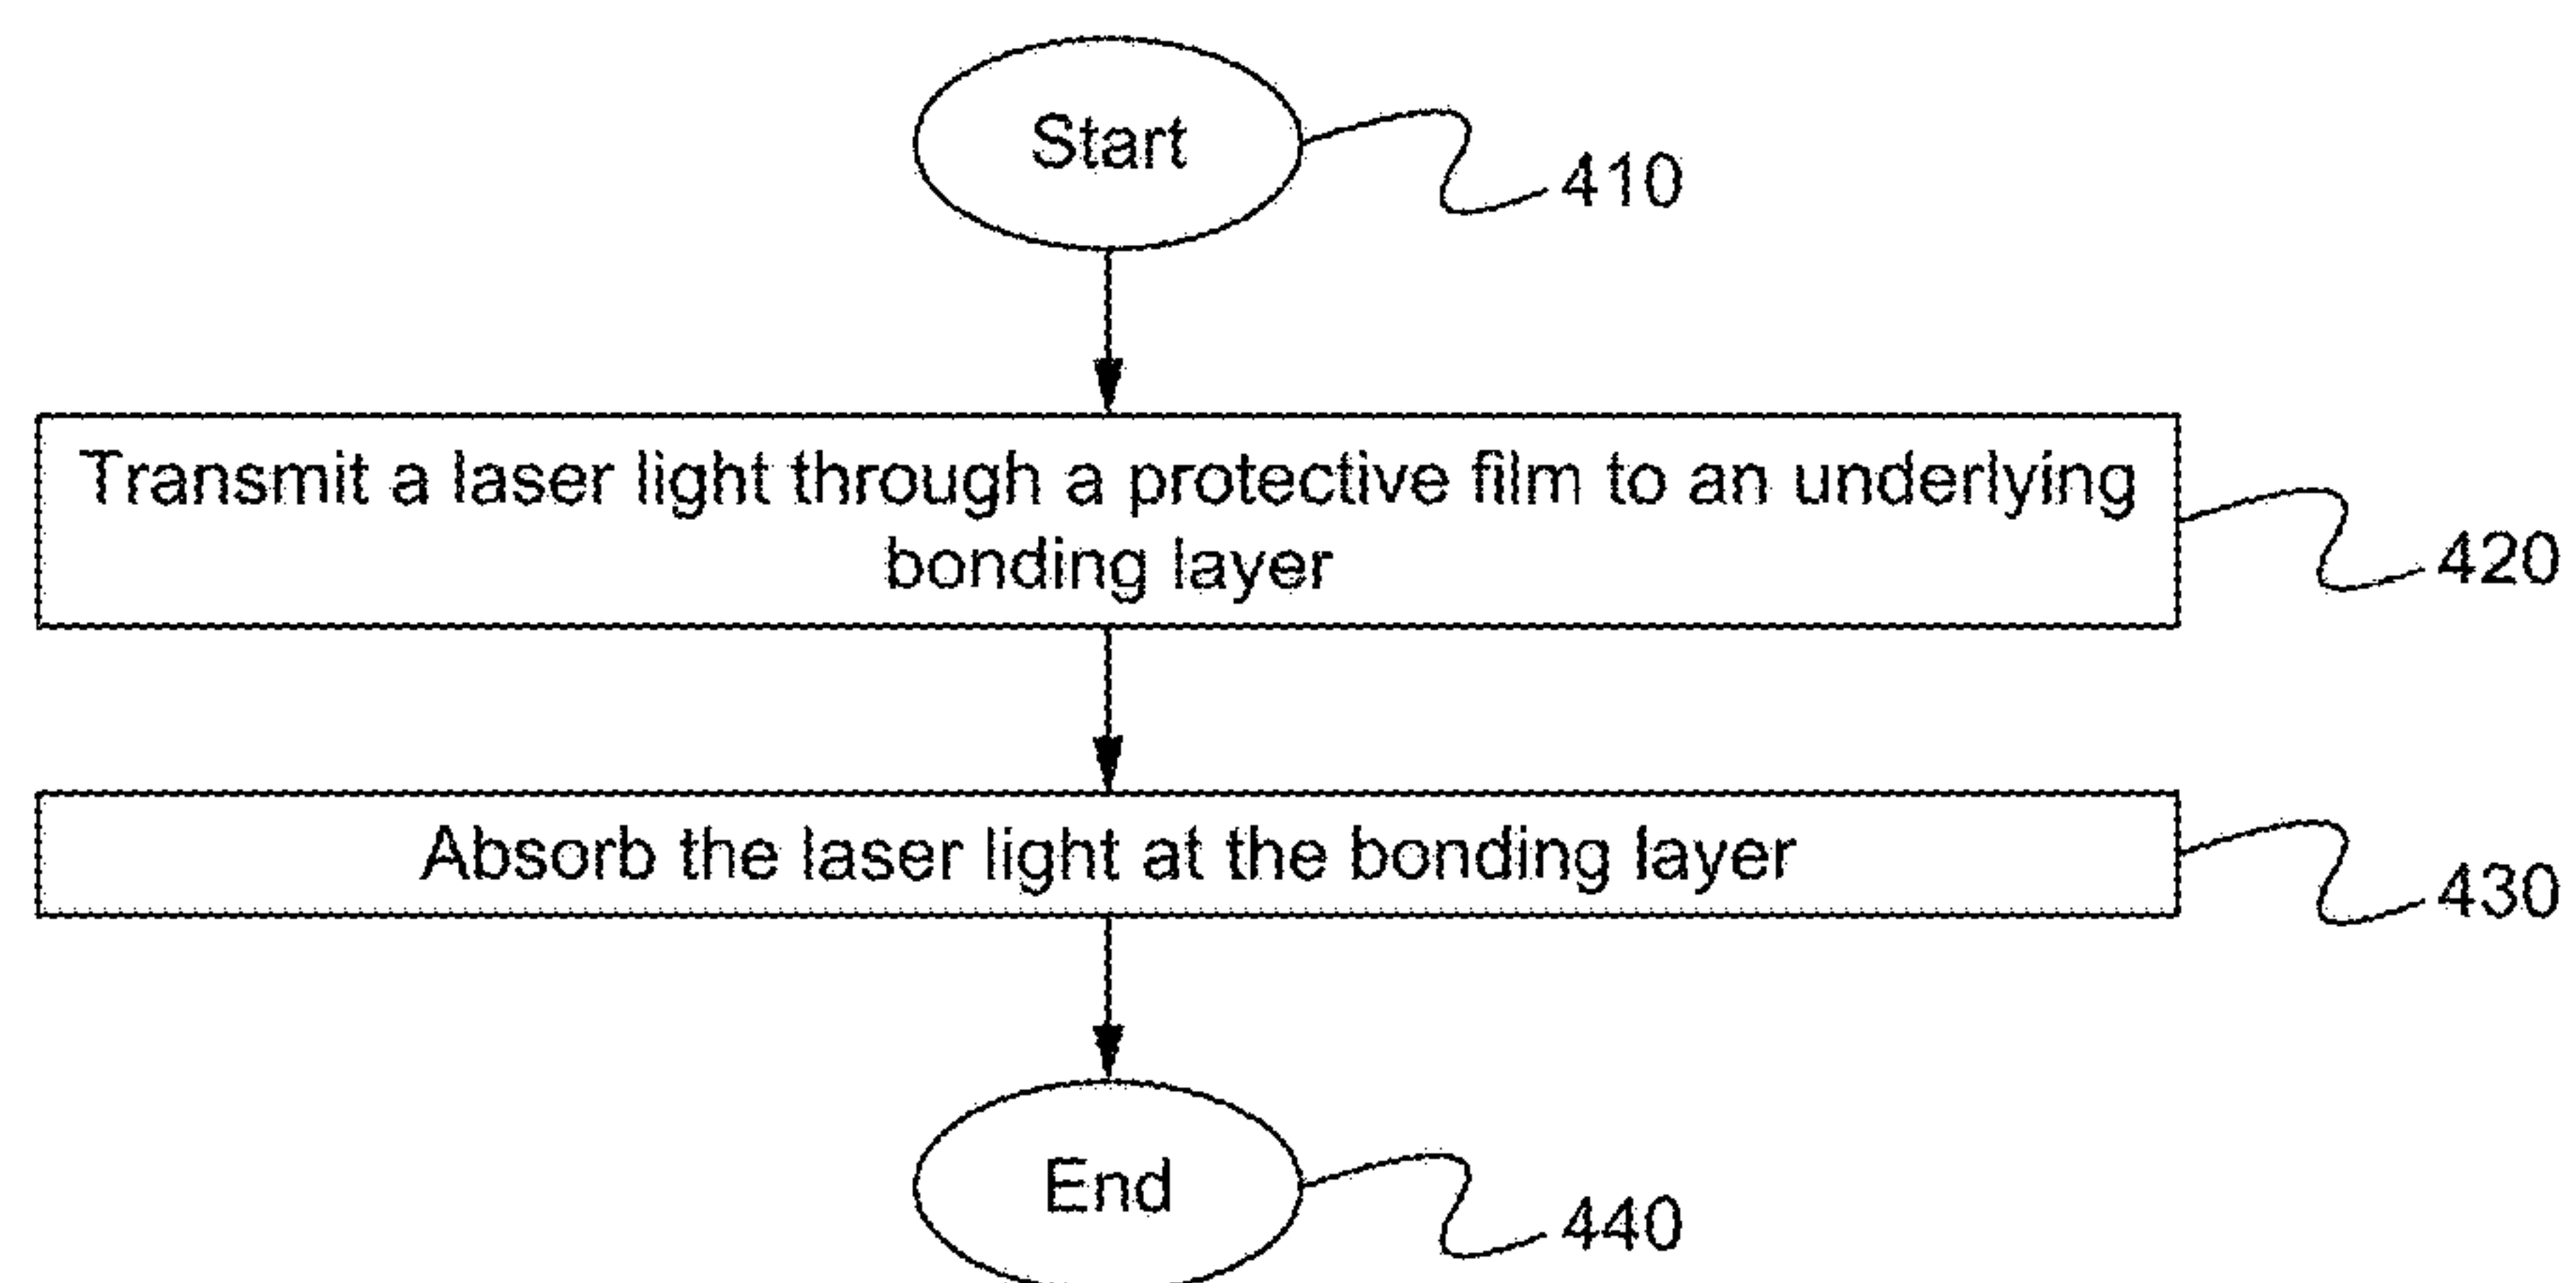 Start
410
Transmit a laser light through a protective film to an underlying
bonding layer
420
Absorb the laser light at the bonding layer
430
End
440